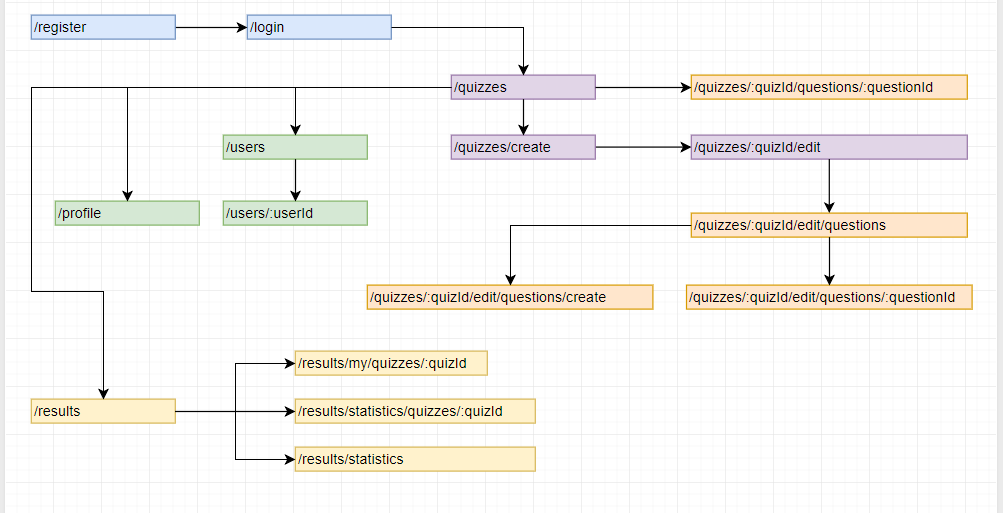 /register
/login
/quizzes
/quizzes/:quizId/questions/:questionId
/users
/quizzes/create
/quizzes/:quizId/edit
/profile
/users/:userId
/quizzes/:quizId/edit/questions
/quizzes/:quizId/edit/questions/create
/quizzes/:quizId/edit/questions/:questionId
/results/my/quizzes/:quizId
/results
/results/statistics/quizzes/:quizId
/results/statistics